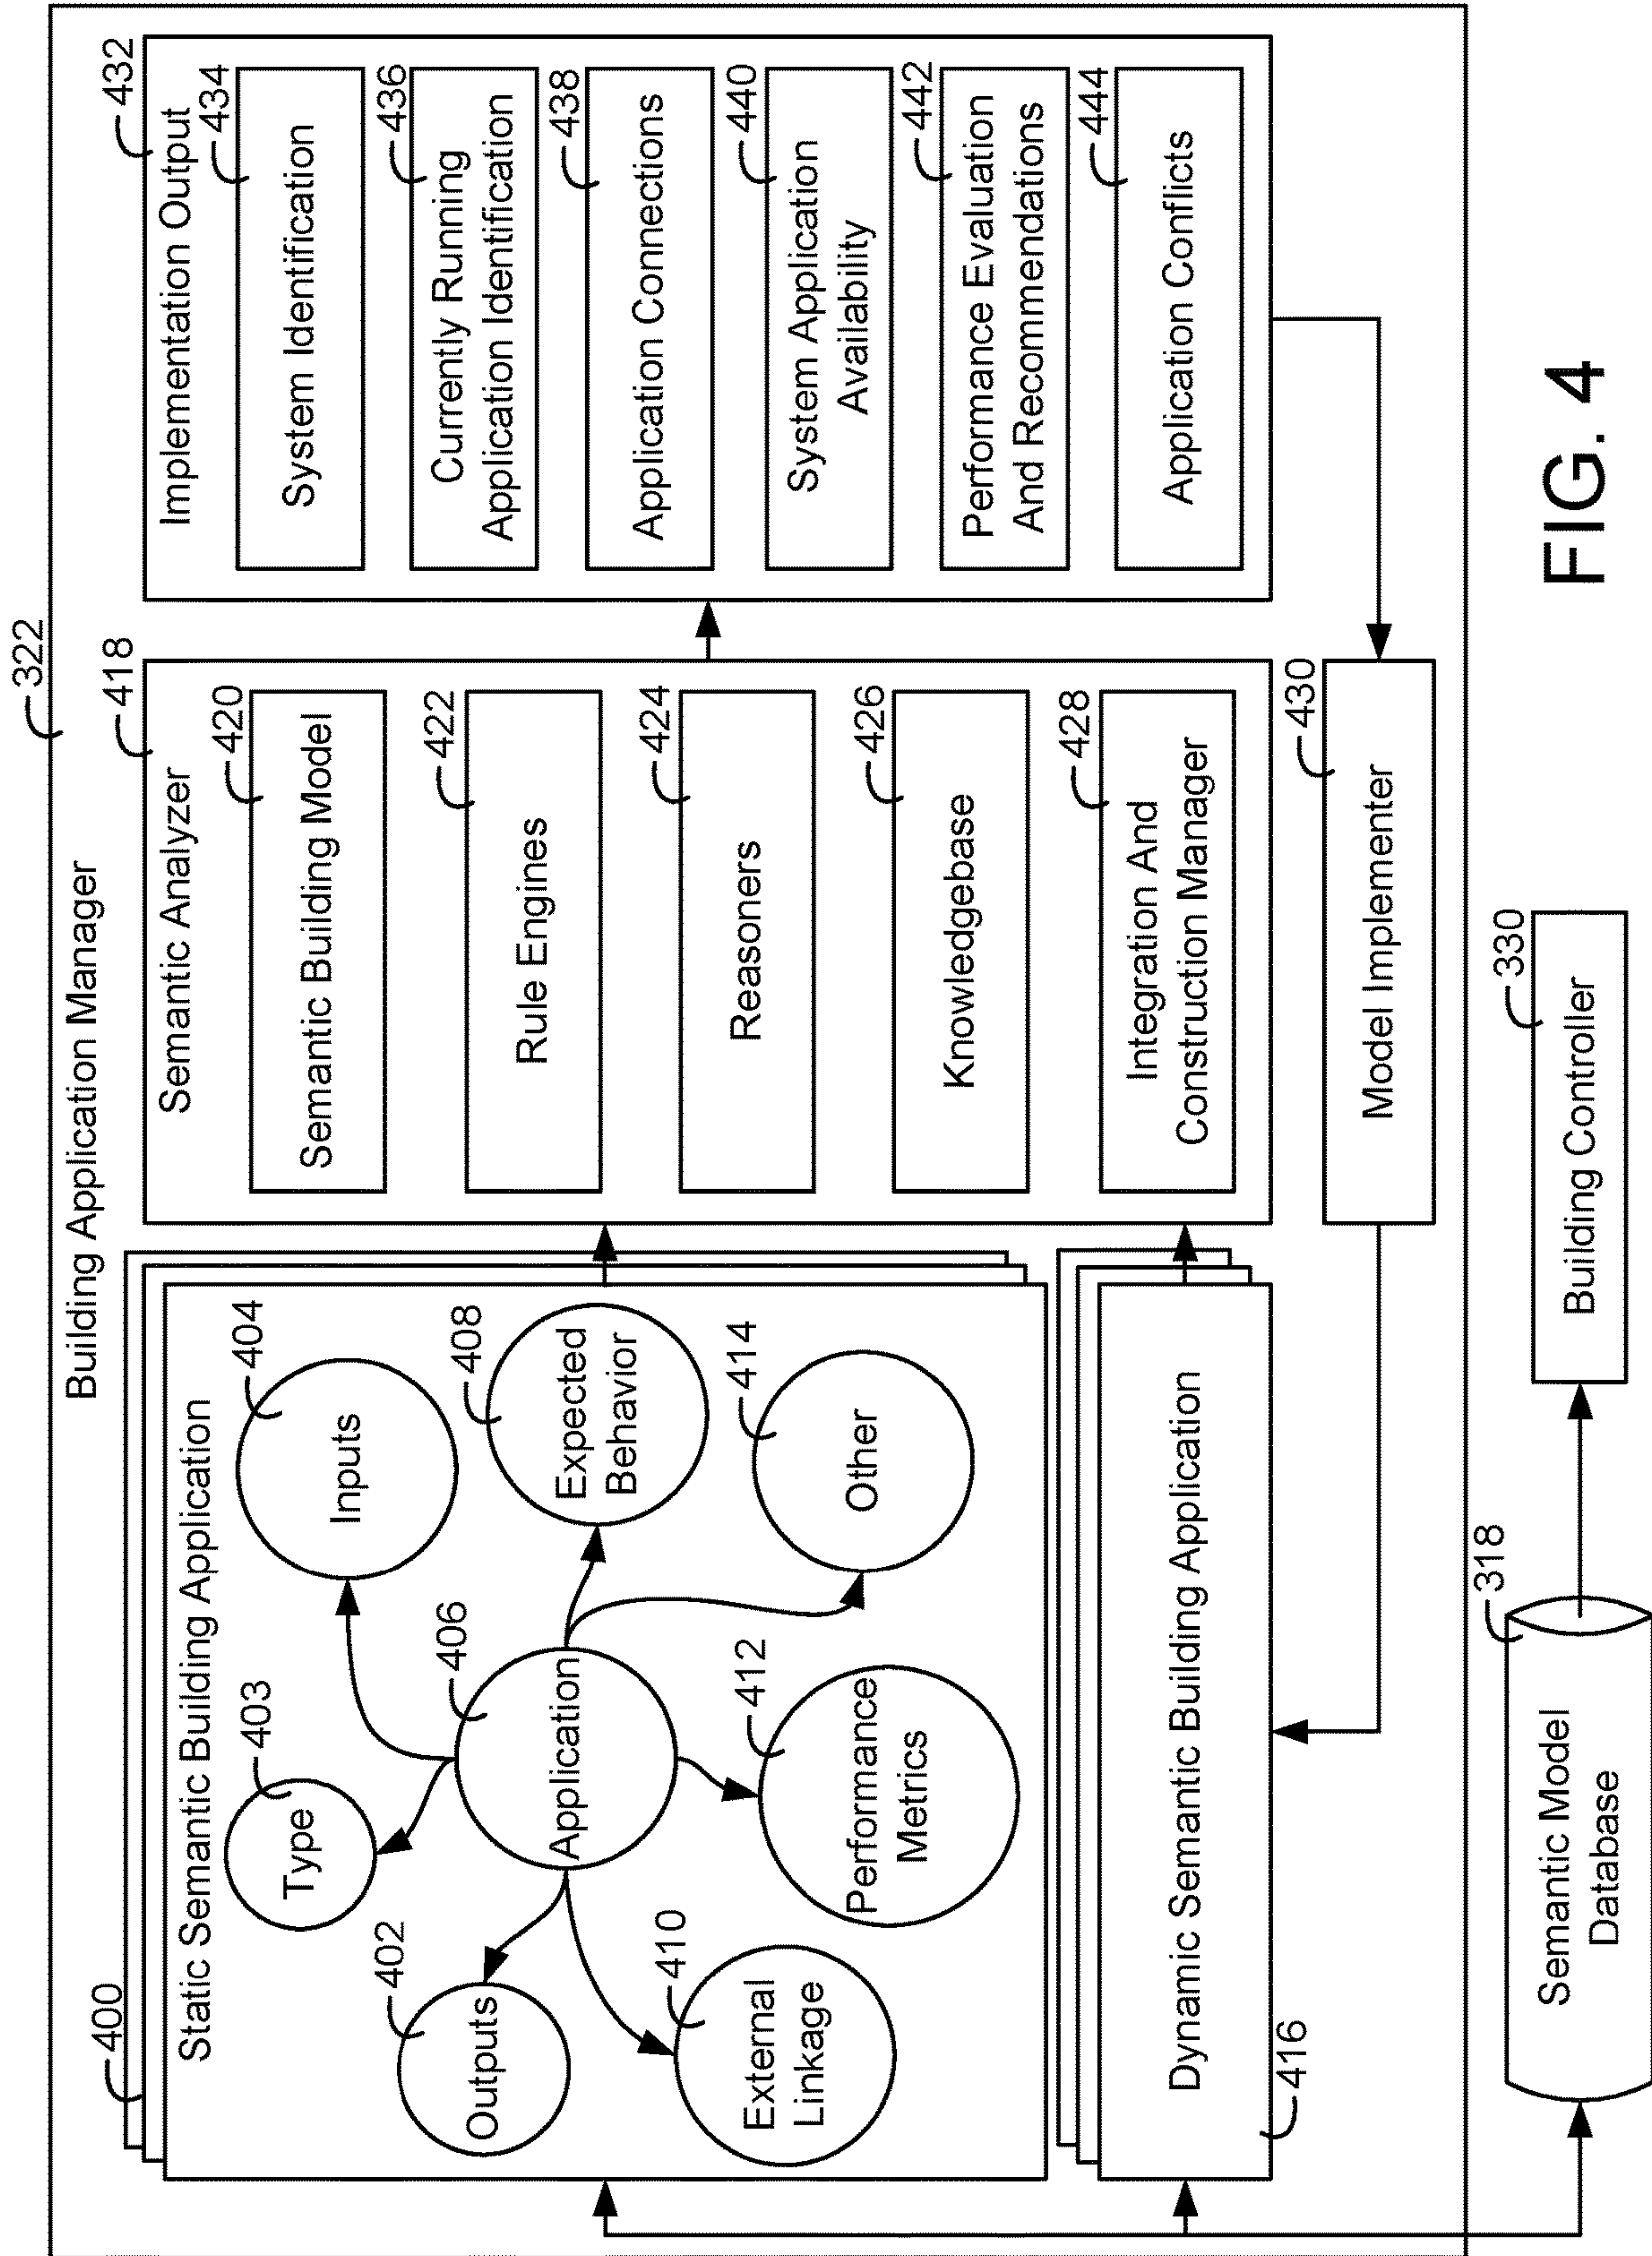 322
Building Application Manager
400
Static Semantic Building Application
402
Outputs
403
Type
404
Inputs
406
Application
408
Expected
Behavior
410
External
Linkage
412
Performance
Metrics
414
Other
Dynamic Semantic Building Application
416
418
Semantic Analyzer
420
Semantic Building Model
422
Rule Engines
424
Reasoners
426
Knowledgebase
428
Integration And
Construction Manager
430
Model Implementer
432
Implementation Output
434
System Identification
436
Currently Running
Application Identification
438
Application Connections
440
System Application
Availability
442
Performance Evaluation
And Recommendations
444
Application Conflicts
318
Semantic Model
Database
330
Building Controller
FIG. 4